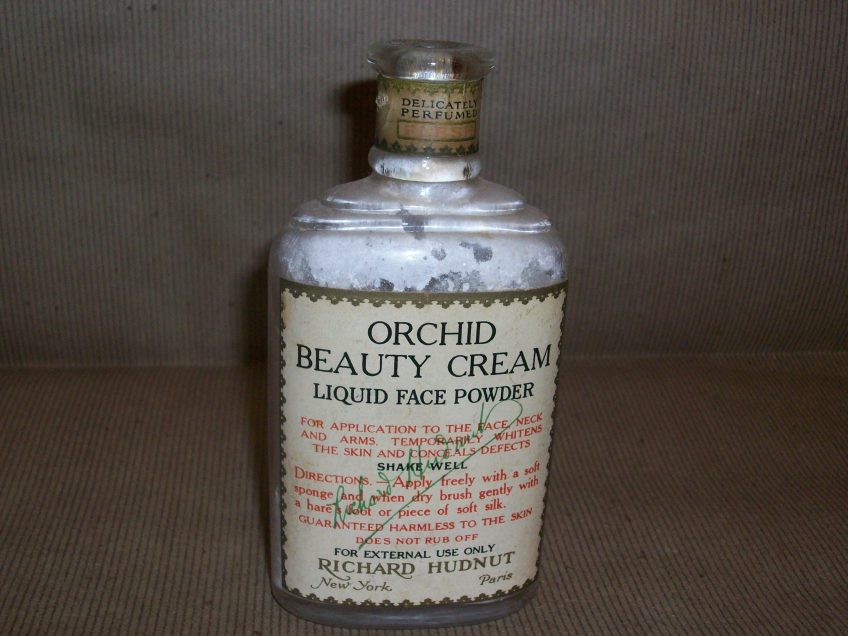 DELICATELY
PERFUMED
ORCHID
BEAUTY CREAM
LIQUID FACE POWDER
FOR APPLICATION TO THE FACE, NECK
AND ARMS. TEMPORARILY WHITENS
THE SKIN AND CONCEALS DEFECTS
SHAKE WELL
DIRECTIONS.—Apply freely with a soft
sponge and when dry brush gently with
a hare's foot or piece of soft silk.
GUARANTEED HARMLESS TO THE SKIN
DOES NOT RUB OFF
Richard Hudnut
FOR EXTERNAL USE ONLY
RICHARD HUDNUT
New York Paris